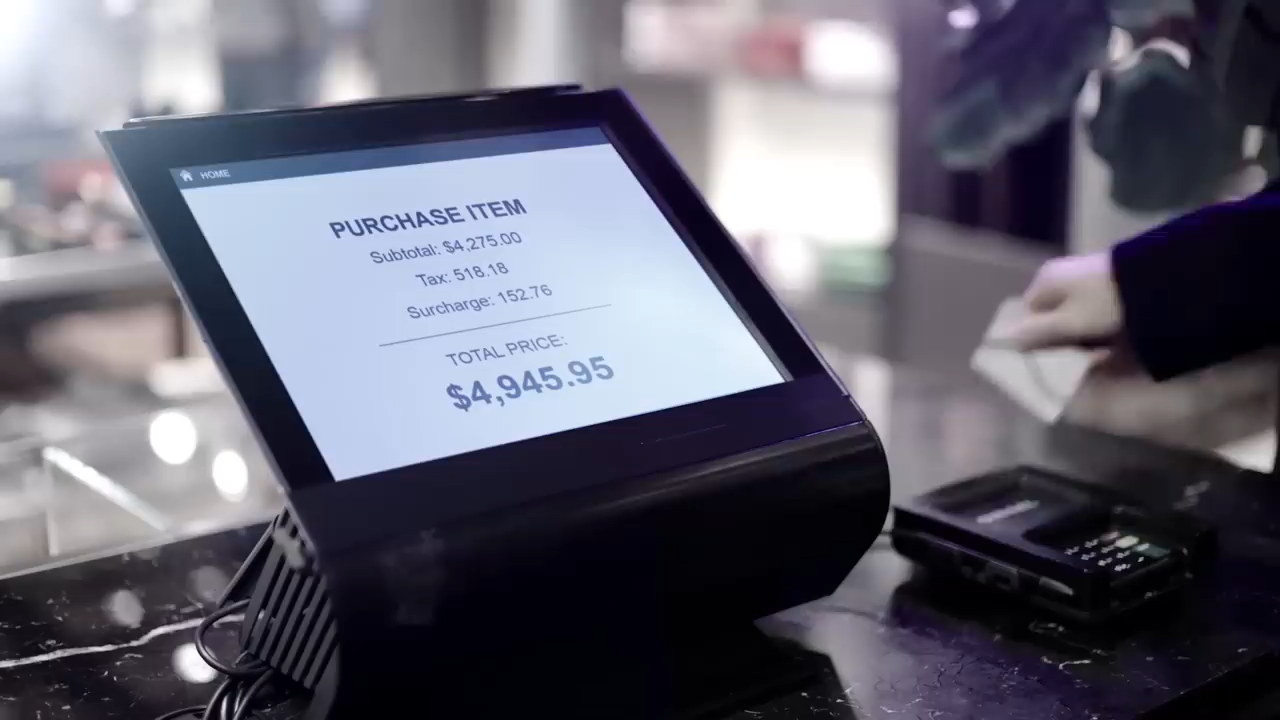 HOME
PURCHASE ITEM
Subtotal: $4,275.00
Tax: 518.18
Surcharge: 152.76
TOTAL PRICE:
$4,945.95